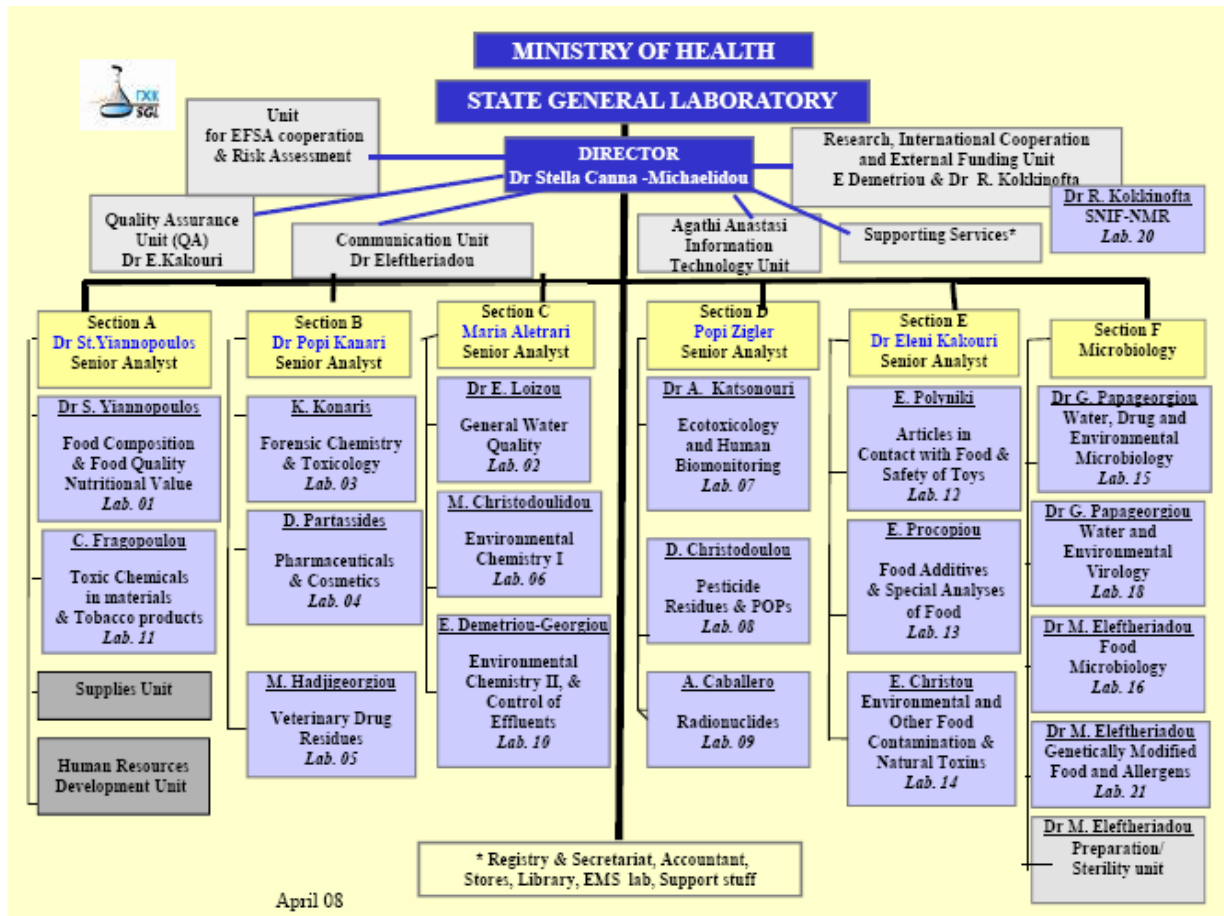 MINISTRY OF HEALTH
STATE GENERAL LABORATORY
ΓΧΚ
SGL
Unit
for EFSA cooperation
& Risk Assessment
DIRECTOR
Dr Stella Canna -Michaelidou
Research, International Cooperation
and External Funding Unit
E Demetriou & Dr R. Kokkinofta
Dr R. Kokkinofta
SNIF-NMR
Lab. 20
Quality Assurance
Unit (QA)
Dr E.Kakouri
Communication Unit
Dr Eleftheriadou
Agathi Anastasi
Information
Technology Unit
Supporting Services*
Section A
Dr St.Yiannopoulos
Senior Analyst
Dr S. Yiannopoulos
Food Composition
& Food Quality
Nutritional Value
Lab. 01
C. Fragopoulou
Toxic Chemicals
in materials
& Tobacco products
Lab. 11
Supplies Unit
Human Resources
Development Unit
Section B
Dr Popi Kanari
Senior Analyst
K. Konaris
Forensic Chemistry
& Toxicology
Lab. 03
D. Partassides
Pharmaceuticals
& Cosmetics
Lab. 04
M. Hadjigeorgiou
Veterinary Drug
Residues
Lab. 05
Section C
Maria Aletrari
Senior Analyst
Dr E. Loizou
General Water
Quality
Lab. 02
M. Christodoulidou
Environmental
Chemistry I
Lab. 06
E. Demetriou-Georgiou
Environmental
Chemistry II, &
Control of
Effluents
Lab. 10
Section D
Popi Zigler
Senior Analyst
Dr A. Katsonouri
Ecotoxicology
and Human
Biomonitoring
Lab. 07
D. Christodoulou
Pesticide
Residues & POPs
Lab. 08
A. Caballero
Radionuclides
Lab. 09
Section E
Dr Eleni Kakouri
Senior Analyst
E. Polyniki
Articles in
Contact with Food &
Safety of Toys
Lab. 12
E. Procopiou
Food Additives
& Special Analyses
of Food
Lab. 13
E. Christou
Environmental and
Other Food
Contamination &
Natural Toxins
Lab. 14
Section F
Microbiology
Dr G. Papageorgiou
Water, Drug and
Environmental
Microbiology
Lab. 15
Dr G. Papageorgiou
Water and
Environmental
Virology
Lab. 18
Dr M. Eleftheriadou
Food
Microbiology
Lab. 16
Dr M. Eleftheriadou
Genetically Modified
Food and Allergens
Lab. 21
Dr M. Eleftheriadou
Preparation/
Sterility unit
* Registry & Secretariat, Accountant,
Stores, Library, EMS lab, Support stuff
April 08